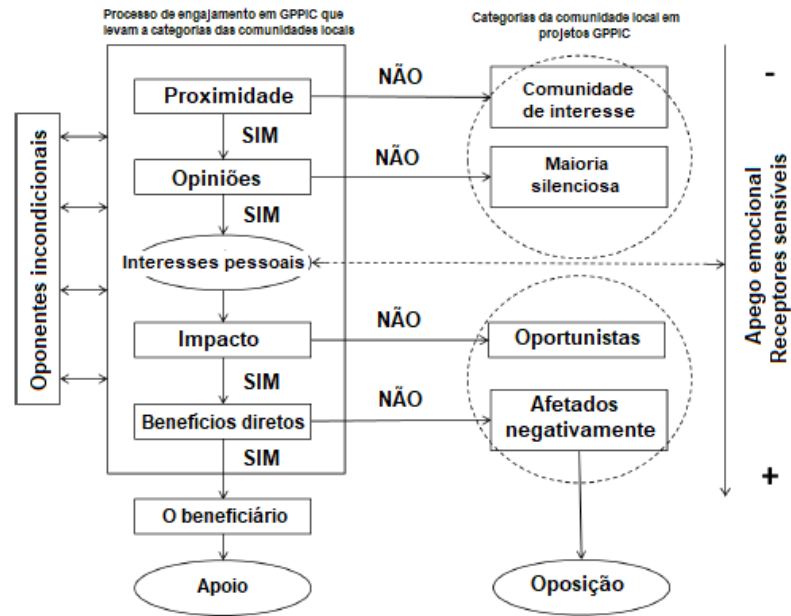 Processo de engajamento em GPPIC que
levam a categorias das comunidades locais
Categorias da comunidade local em
projetos GPPIC
Proximidade
NÃO
Comunidade
de interesse
-
SIM
Opiniões
NÃO
Maioria
silenciosa
SIM
Interesses pessoais
Oponentes incondicionais
Apego emocional
Receptores sensíveis
Impacto
NÃO
Oportunistas
SIM
Benefícios diretos
NÃO
Afetados
negativamente
SIM
+
O beneficiário
Apoio
Oposição